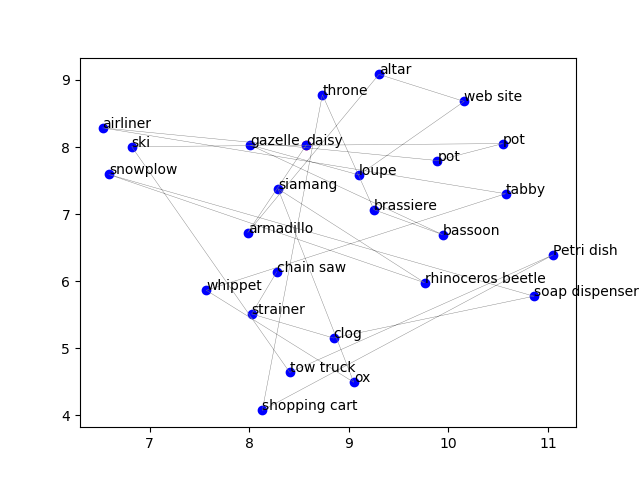 altar
9
throne
web site
airliner
ski
gazelle
daisy
pot
8
pot
snowplow
loupe
siamang
tabby
7
brassiere
armadillo
bassoon
Petri dish
chain saw
6
rhinoceros beetle
whippet
soap dispenser
strainer
clog
5
tow truck
ox
shopping cart
4
7 8 9 10 11